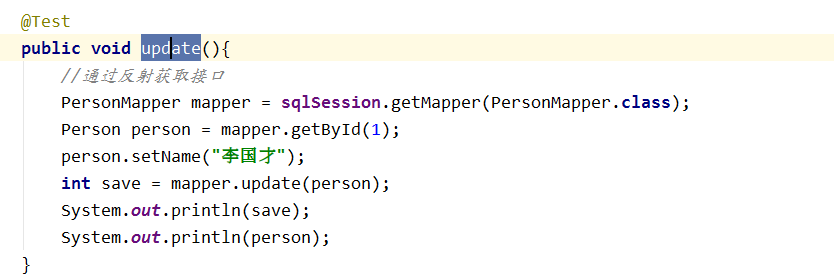 @Test
public void update(){
//通过反射获取接口
PersonMapper mapper = sqlSession.getMapper(PersonMapper.class);
Person person = mapper.getById(1);
person.setName("李国才");
int save = mapper.update(person);
System.out.println(save);
System.out.println(person);
}